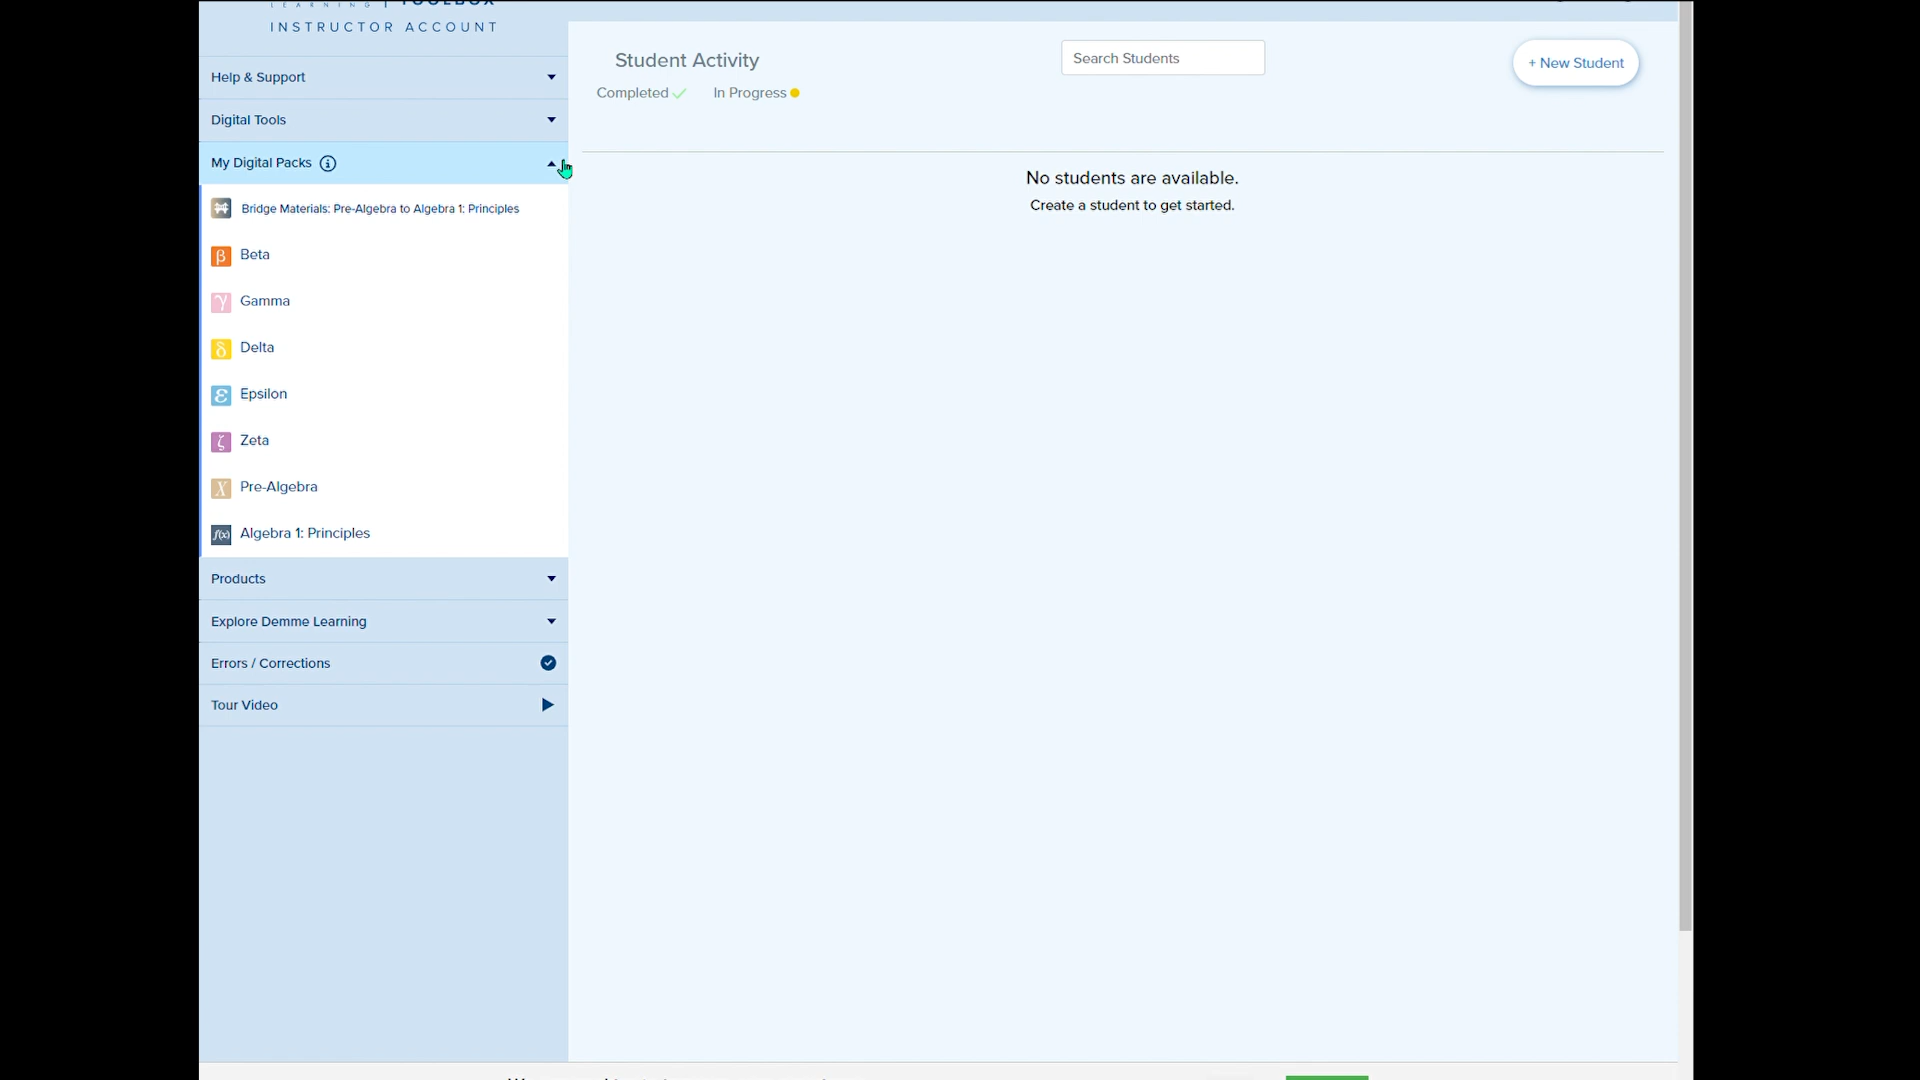 LEARNING | TOOLBOX
INSTRUCTOR ACCOUNT
Help & Support
Digital Tools
My Digital Packs
Bridge Materials: Pre-Algebra to Algebra 1: Principles
β Beta
γ Gamma
δ Delta
ε Epsilon
ζ Zeta
X Pre-Algebra
f(x) Algebra 1: Principles
Products
Explore Demme Learning
Errors / Corrections
Tour Video
Student Activity
Search Students
+ New Student
Completed
In Progress
No students are available.
Create a student to get started.